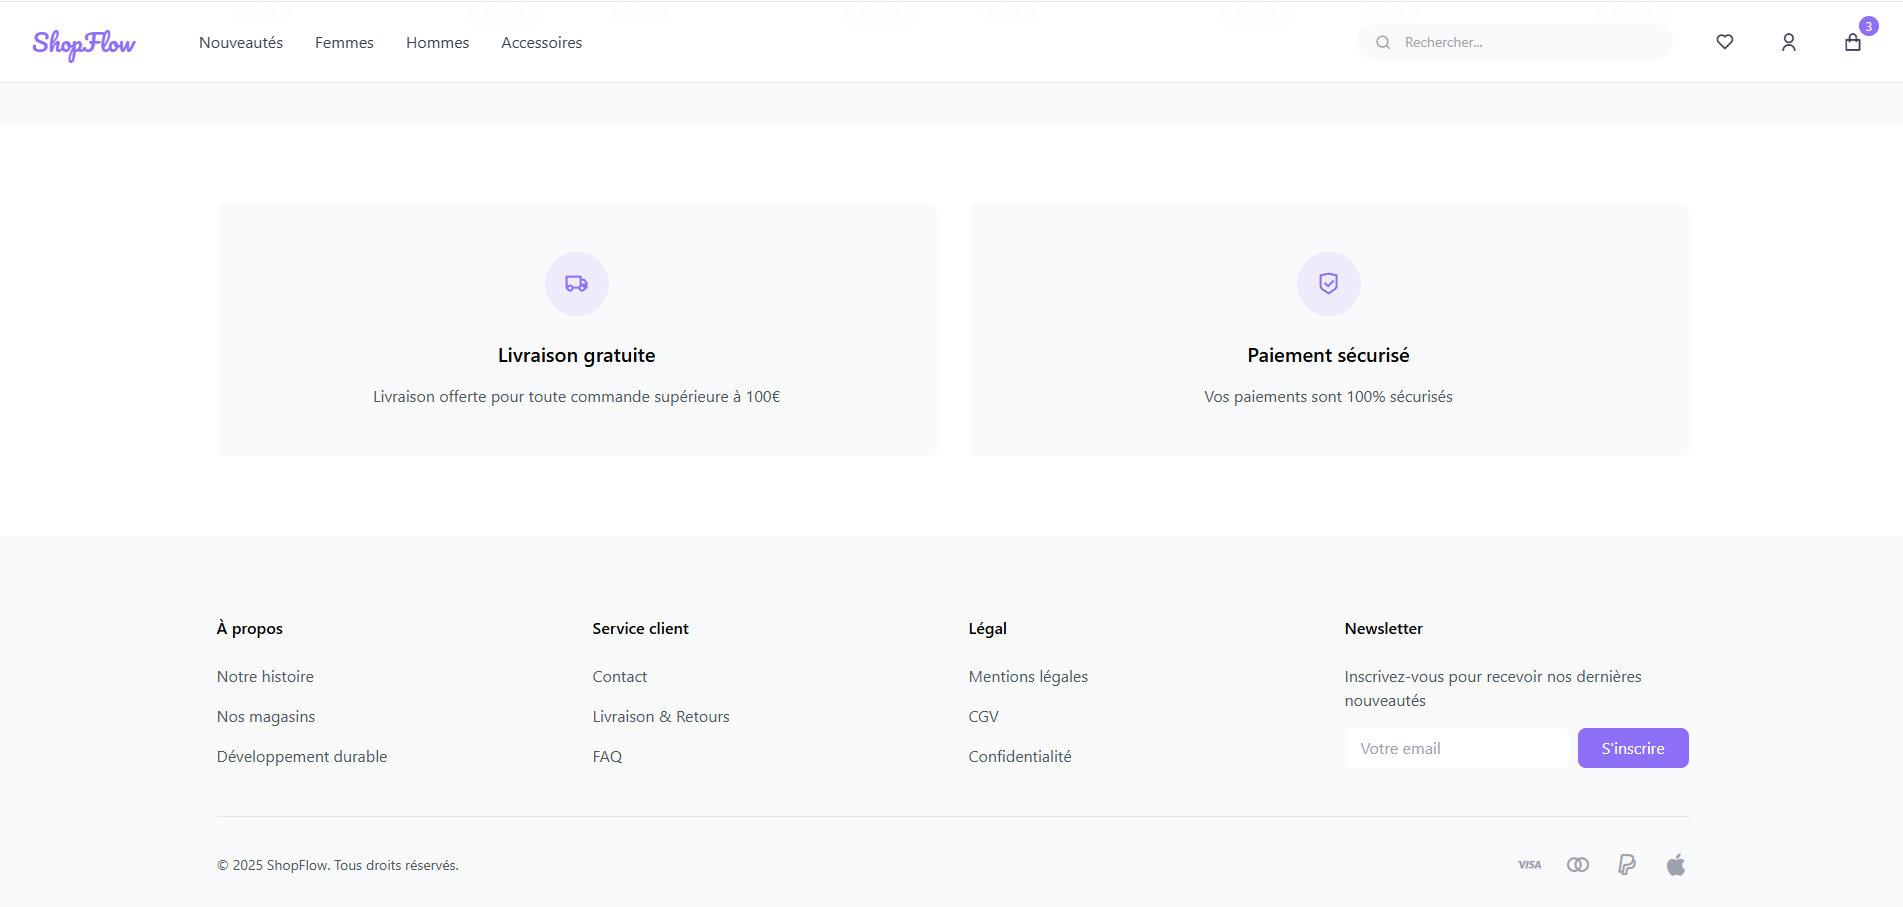 ShopFlow
Nouveautés
Femmes
Hommes
Accessoires
Rechercher...
3
Livraison gratuite
Livraison offerte pour toute commande supérieure à 100€
Paiement sécurisé
Vos paiements sont 100% sécurisés
À propos
Notre histoire
Nos magasins
Développement durable
Service client
Contact
Livraison & Retours
FAQ
Légal
Mentions légales
CGV
Confidentialité
Newsletter
Inscrivez-vous pour recevoir nos dernières
nouveautés
Votre email
S'inscrire
© 2025 ShopFlow. Tous droits réservés.
VISA